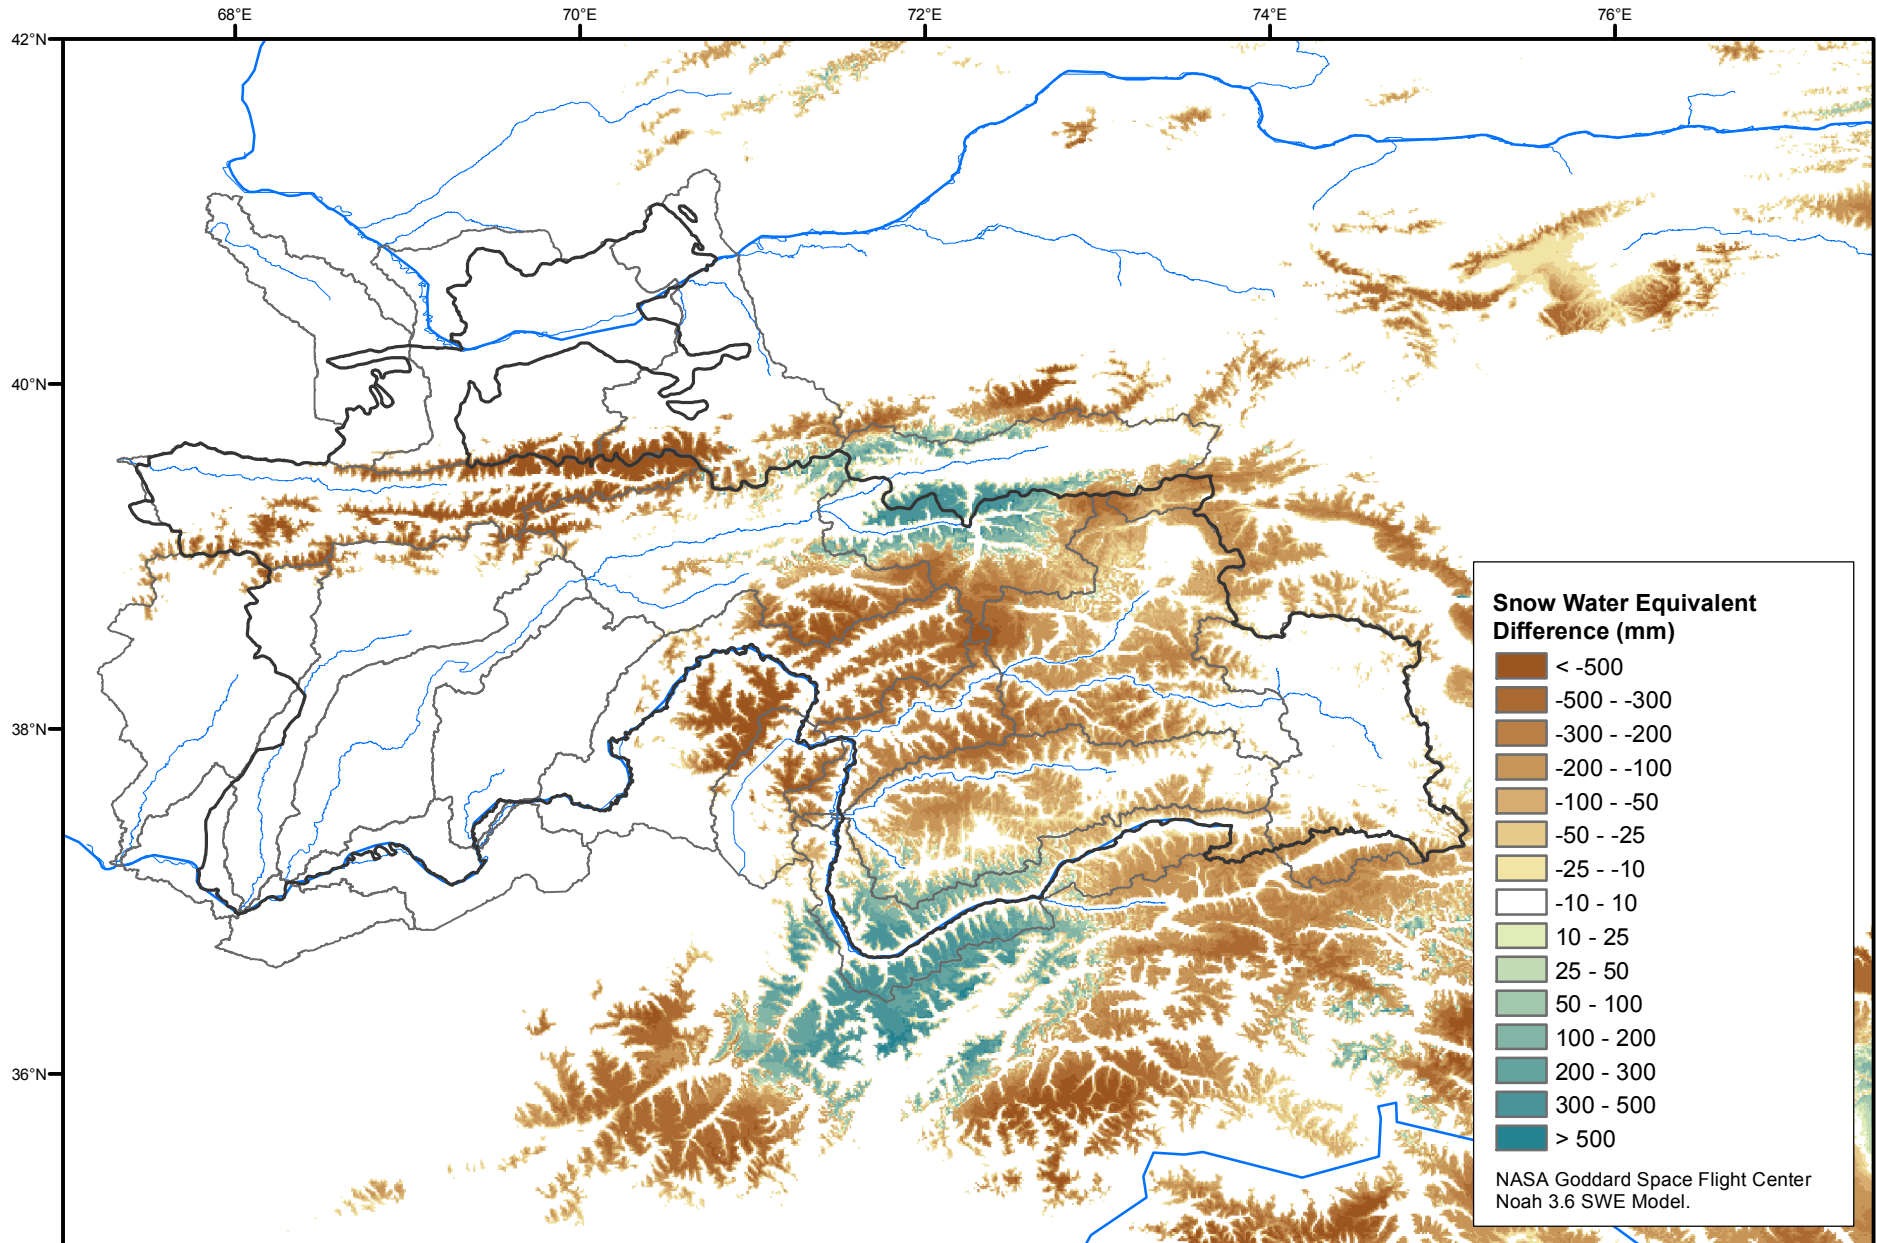 68°E 70°E 72°E 74°E 76°E
42°N
40°N
38°N
36°N
Snow Water Equivalent
Difference (mm)
< -500
-500 - -300
-300 - -200
-200 - -100
-100 - -50
-50 - -25
-25 - -10
-10 - 10
10 - 25
25 - 50
50 - 100
100 - 200
200 - 300
300 - 500
> 500
NASA Goddard Space Flight Center
Noah 3.6 SWE Model.